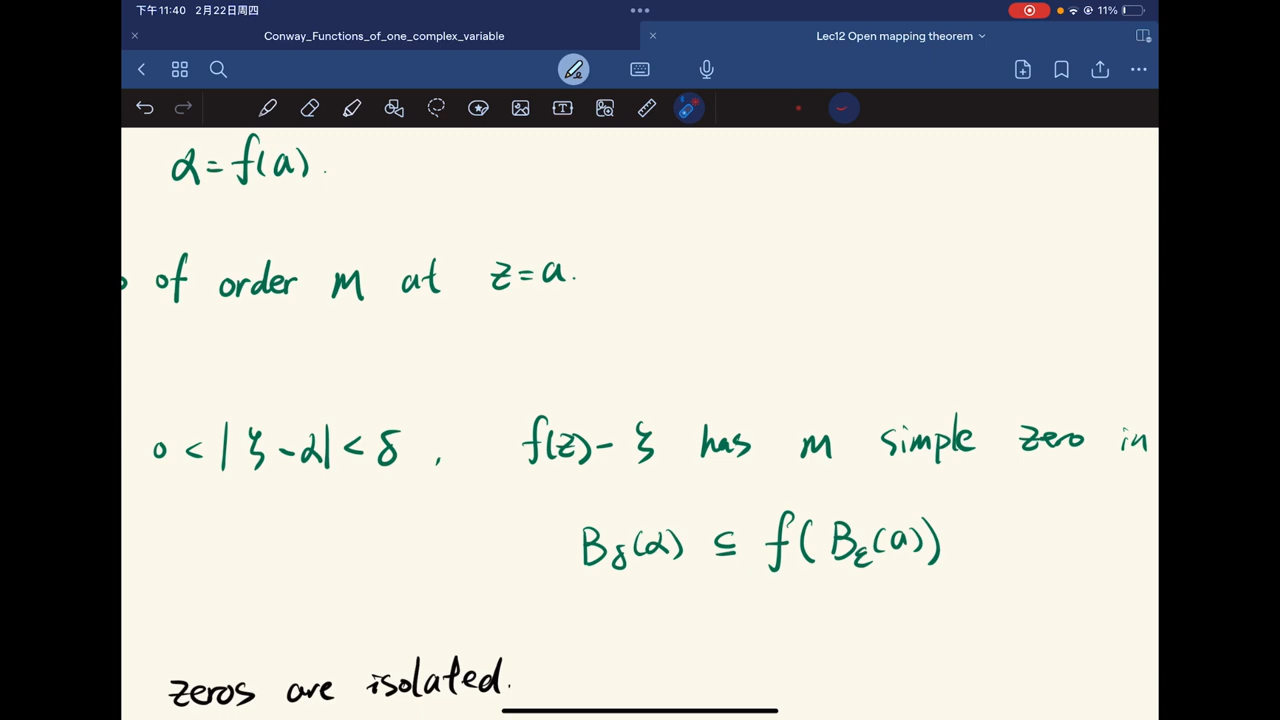 下午11:40 2月22日周四
11%
Conway_Functions_of_one_complex_variable
Lec12 Open mapping theorem
α = f(a).
of order m at z = a.
0 < | ξ - α | < δ , f(z) - ξ has m simple zero in
B_δ(α) ⊆ f( B_ε(a))
zeros are isolated.